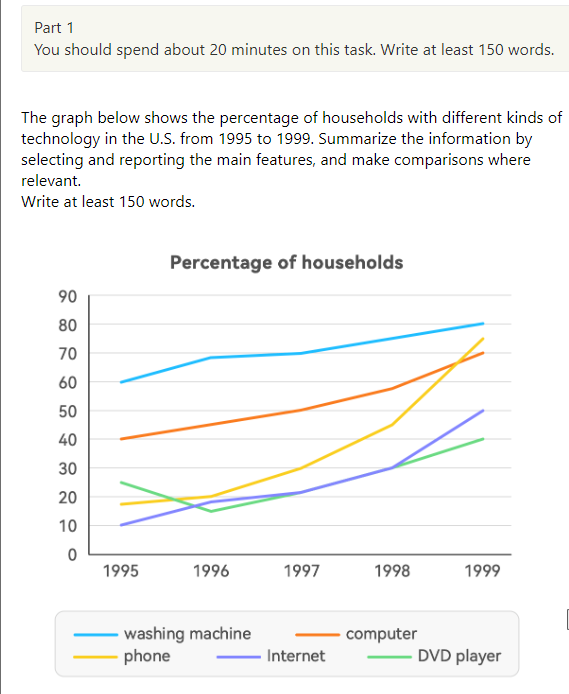 Part 1
You should spend about 20 minutes on this task. Write at least 150 words.
The graph below shows the percentage of households with different kinds of
technology in the U.S. from 1995 to 1999. Summarize the information by
selecting and reporting the main features, and make comparisons where
relevant.
Write at least 150 words.
Percentage of households
90
80
70
60
50
40
30
20
10
0
1995 1996 1997 1998 1999
washing machine computer
phone Internet DVD player